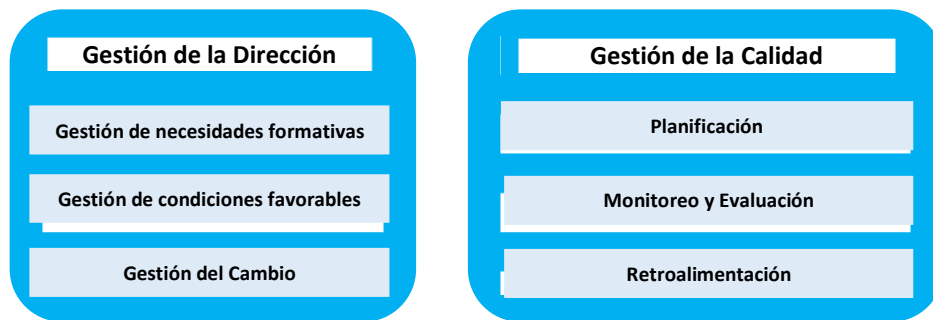 Gestión de la Dirección
Gestión de necesidades formativas
Gestión de condiciones favorables
Gestión del Cambio
Gestión de la Calidad
Planificación
Monitoreo y Evaluación
Retroalimentación